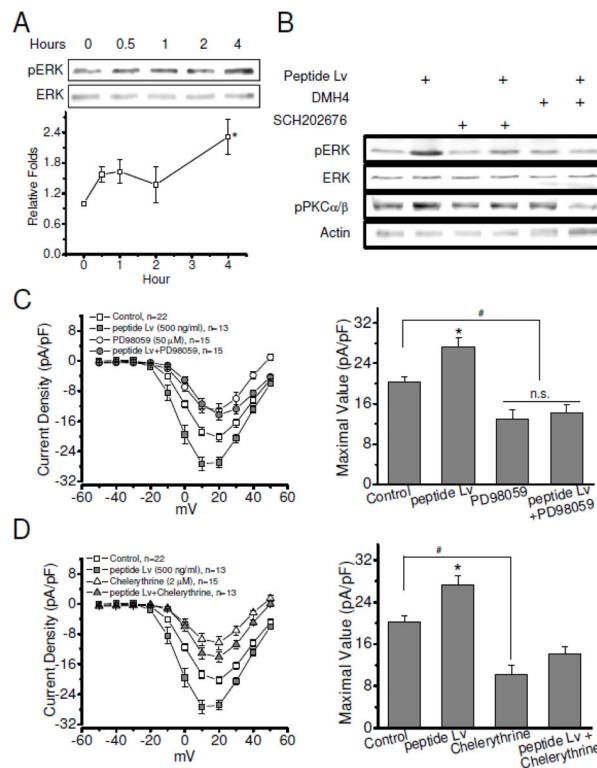 A
Hours 0 0.5 1 2 4
pERK
ERK
2.4
1.8
1.2
0.6
0.0
Relative Folds
*
0 1 2 3 4
Hour
B
Peptide Lv + + +
DMH4 + +
SCH202676 + +
pERK
ERK
pPKCα/β
Actin
C
Control, n=22
peptide Lv (500 ng/ml), n=13
PD98059 (50 μM), n=15
peptide Lv+PD98059, n=15
8
0
-8
-16
-24
-32
Current Density (pA/pF)
-60 -40 -20 0 20 40 60
mV
32
24
16
8
0
Maximal Value (pA/pF)
#
*
n.s.
Control
peptide Lv
PD98059
peptide Lv
+PD98059
D
Control, n=22
peptide Lv (500 ng/ml), n=13
Chelerythrine (2 μM), n=15
peptide Lv+Chelerythrine, n=13
8
0
-8
-16
-24
-32
Current Density (pA/pF)
-60 -40 -20 0 20 40 60
mV
32
24
16
8
0
Maximal Value (pA/pF)
#
*
Control
peptide Lv
Chelerythrine
peptide Lv +
Chelerythrine